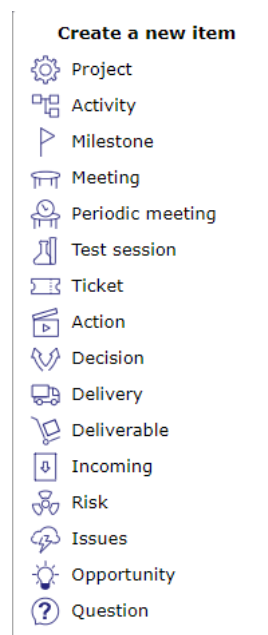 Create a new item
Project
Activity
Milestone
Meeting
Periodic meeting
Test session
Ticket
Action
Decision
Delivery
Deliverable
Incoming
Risk
Issues
Opportunity
Question